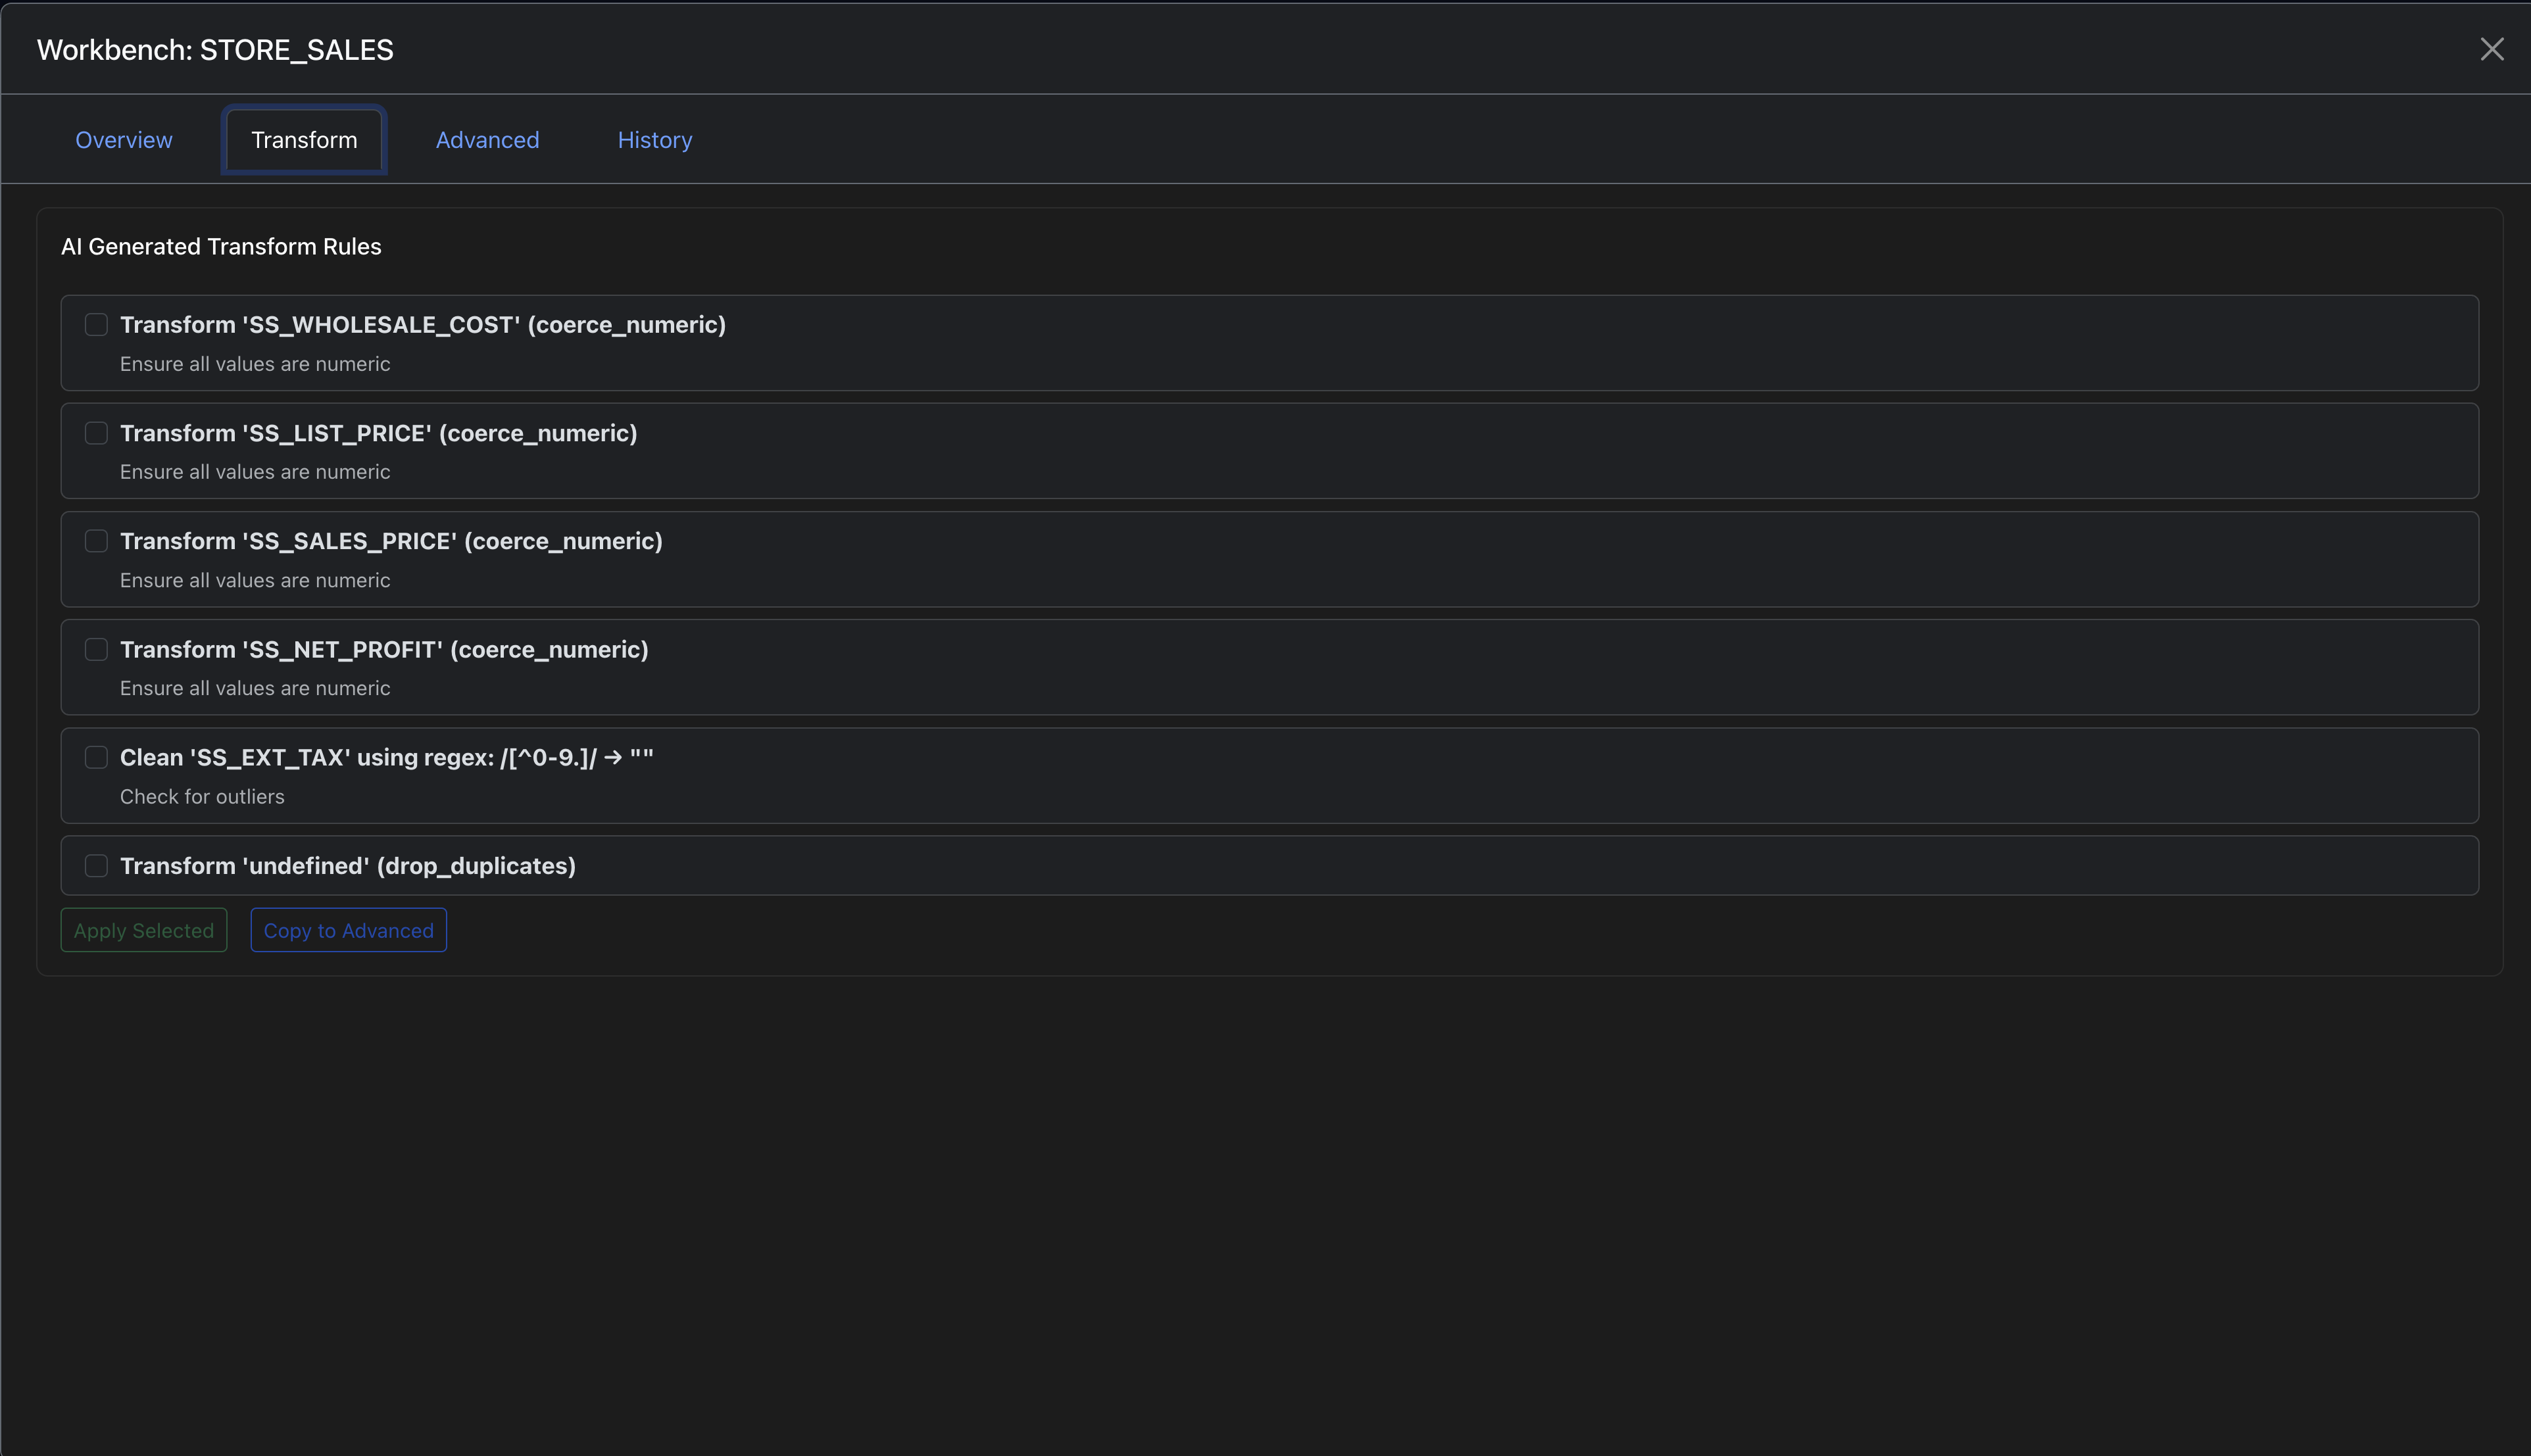 Workbench: STORE_SALES
Overview
Transform
Advanced
History
AI Generated Transform Rules
Transform 'SS_WHOLESALE_COST' (coerce_numeric)
Ensure all values are numeric
Transform 'SS_LIST_PRICE' (coerce_numeric)
Ensure all values are numeric
Transform 'SS_SALES_PRICE' (coerce_numeric)
Ensure all values are numeric
Transform 'SS_NET_PROFIT' (coerce_numeric)
Ensure all values are numeric
Clean 'SS_EXT_TAX' using regex: /[^0-9.]/ → ""
Check for outliers
Transform 'undefined' (drop_duplicates)
Apply Selected
Copy to Advanced